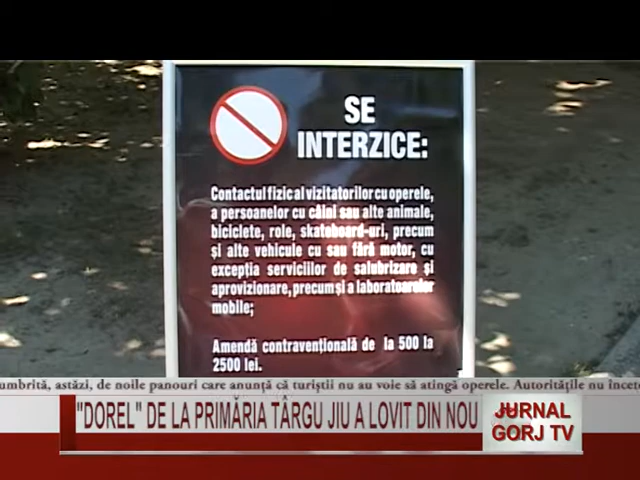 SE
INTERZICE:
Contactul fizic al vizitatorilor cu operele,
a persoanelor cu câini sau alte animale,
biciclete, role, skateboard-uri, precum
și alte vehicule cu sau fără motor, cu
excepția serviciilor de salubrizare și
aprovizionare, precum și a laboratoarelor
mobile;
Amendă contravențională de la 500 la
2500 lei.
umbrită, astăzi, de noile panouri care anunță că turiștii nu au voie să atingă operele. Autoritățile nu încete
"DOREL" DE LA PRIMĂRIA TÂRGU JIU A LOVIT DIN NOU
JURNAL
GORJ TV